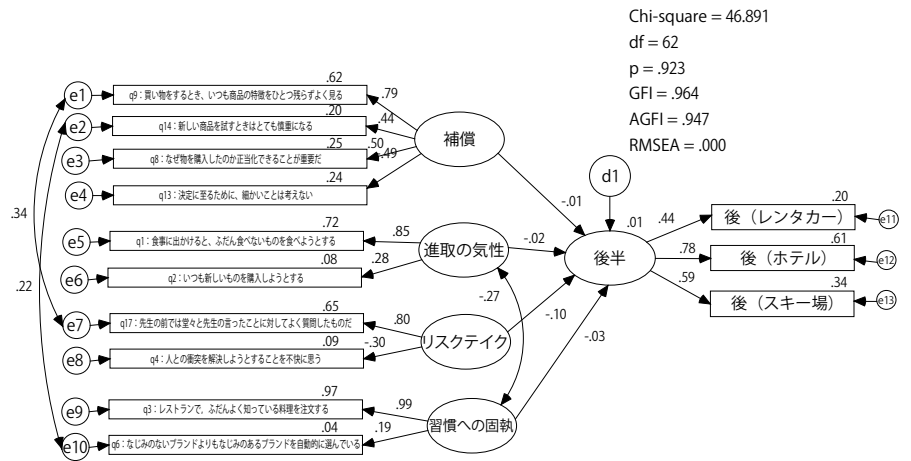 Chi-square = 46.891
df = 62
p = .923
GFI = .964
AGFI = .947
RMSEA = .000
e1
.62
q9：買い物をするとき、いつも商品の特徴をひとつ残らずよく見る
.79
e2
.20
q14：新しい商品を試すときはとても慎重になる
.44
e3
.25
q8：なぜ物を購入したのか正当化できることが重要だ
.50
e4
.24
q13：決定に至るために、細かいことは考えない
-.49
補償
.34
.22
e5
.72
q1：食事に出かけると、ふだん食べないものを食べようとする
.85
e6
.08
q2：いつも新しいものを購入しようとする
.28
進取の気性
e7
.65
q17：先生の前では堂々と先生の言ったことに対してよく質問したものだ
.80
e8
.09
q4：人との衝突を解決しようとすることを不快に思う
-.30
リスクテイク
e9
.97
q3：レストランで，ふだんよく知っている料理を注文する
.99
e10
.04
q6：なじみのないブランドよりもなじみのあるブランドを自動的に選んでいる
.19
習慣への固執
-.27
-.01
-.02
-.10
-.03
d1
.01
後半
.44
.20
後（レンタカー）
e11
.78
.61
後（ホテル）
e12
.59
.34
後（スキー場）
e13